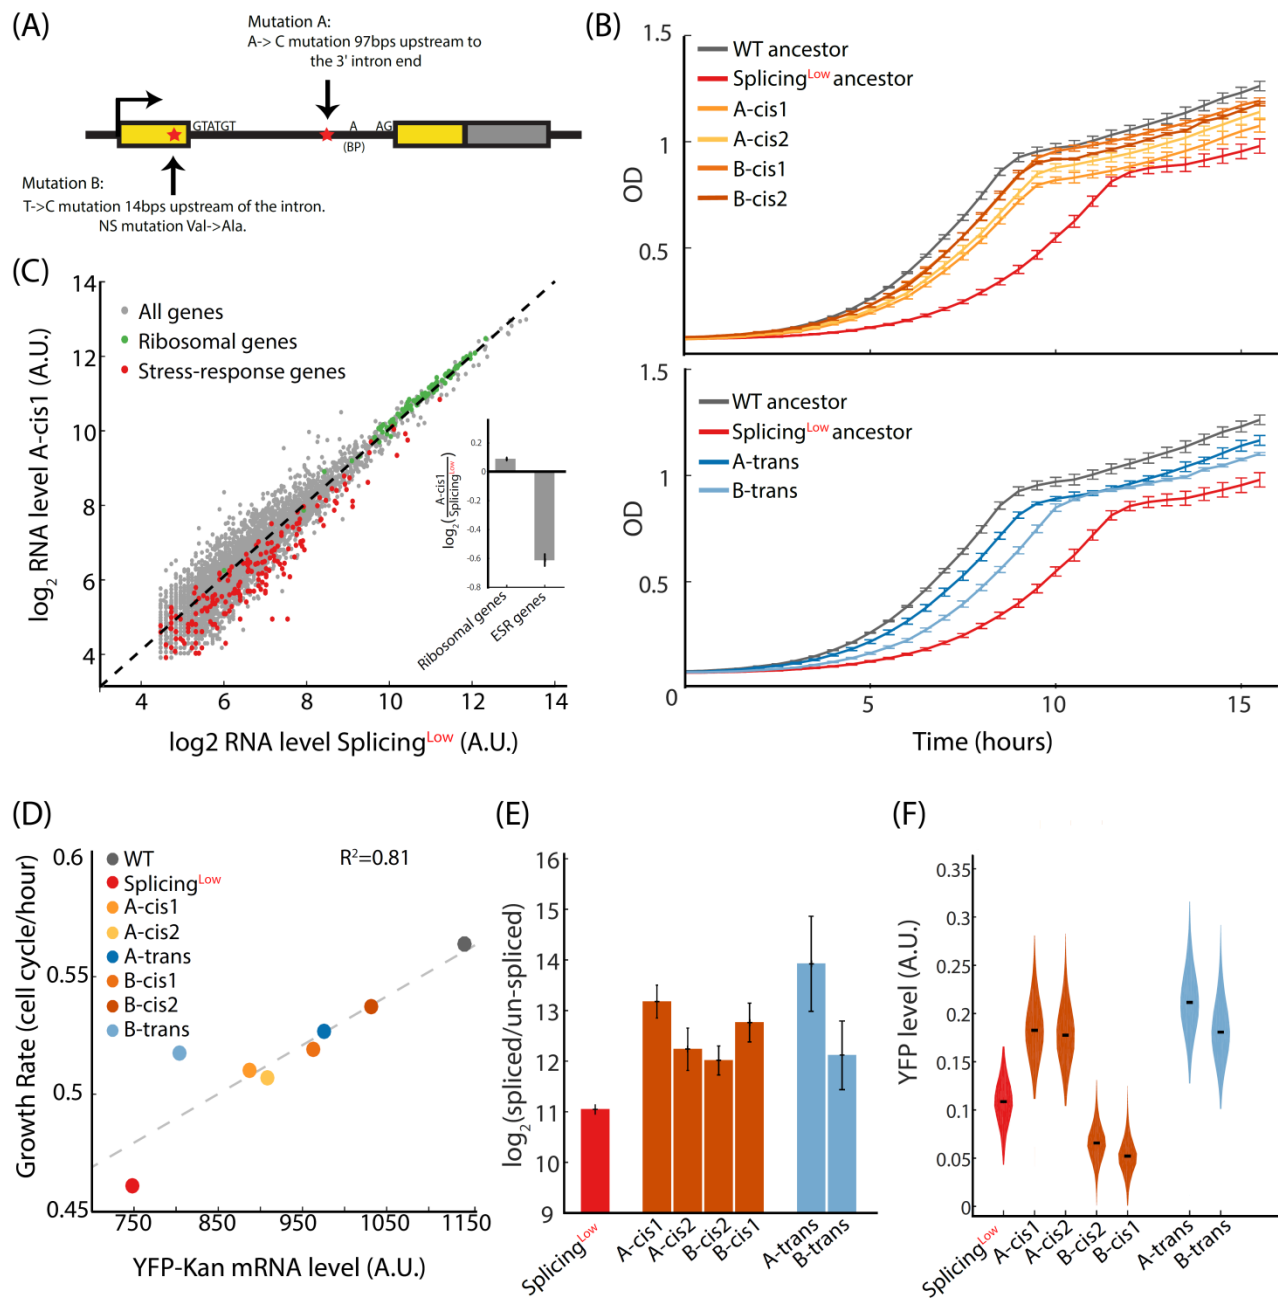 (A)
Mutation A:
A-> C mutation 97bps upstream to
the 3' intron end
GTATGT
A
(BP)
AG
Mutation B:
T->C mutation 14bps upstream of the intron.
NS mutation Val->Ala.
(B)
1.5
1
0.5
OD
WT ancestor
SplicingLow ancestor
A-cis1
A-cis2
B-cis1
B-cis2
1.5
1
0.5
0
OD
WT ancestor
SplicingLow ancestor
A-trans
B-trans
5
10
15
Time (hours)
(C)
14
12
10
8
6
4
log2 RNA level A-cis1 (A.U.)
All genes
Ribosomal genes
Stress-response genes
0.2
0
-0.2
-0.4
-0.6
-0.8
log2(A-cis1/SplicingLow)
Ribosomal genes
ESR genes
4
6
8
10
12
14
log2 RNA level SplicingLow (A.U.)
(D)
0.6
0.55
0.5
0.45
Growth Rate (cell cycle/hour)
WT
SplicingLow
A-cis1
A-cis2
A-trans
B-cis1
B-cis2
B-trans
R2=0.81
750
850
950
1050
1150
YFP-Kan mRNA level (A.U.)
(E)
16
15
14
13
12
11
10
9
log2(spliced/un-spliced)
SplicingLow
A-cis1
A-cis2
B-cis2
B-cis1
A-trans
B-trans
(F)
0.35
0.3
0.25
0.2
0.15
0.1
0.05
0
YFP level (A.U.)
SplicingLow
A-cis1
A-cis2
B-cis2
B-cis1
A-trans
B-trans